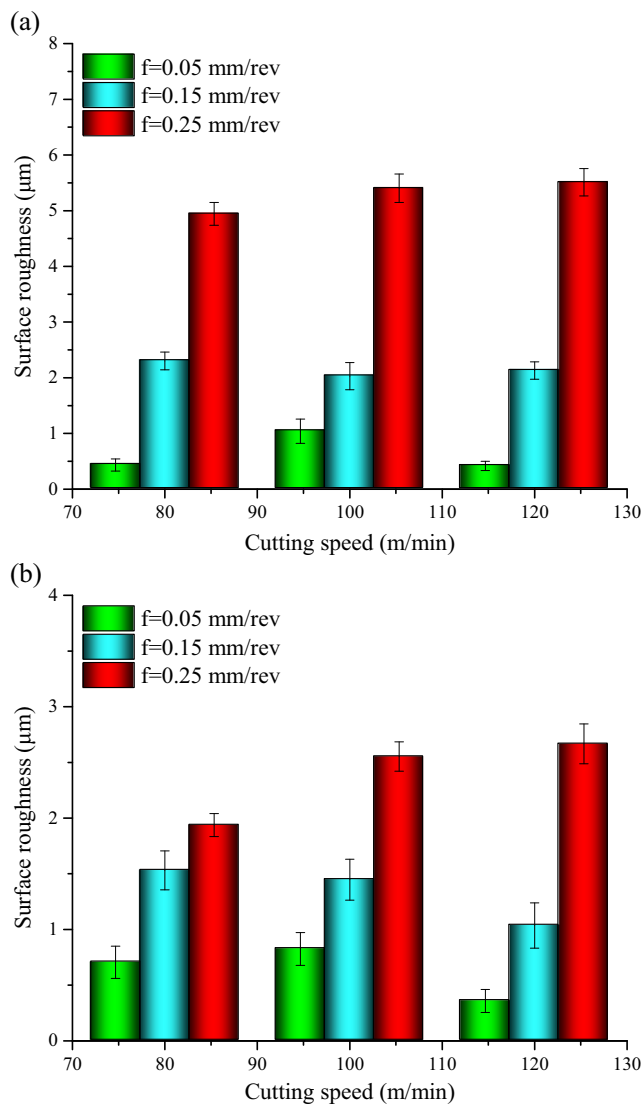 (a)
8
7
6
5
4
3
2
1
0
Surface roughness (μm)
f=0.05 mm/rev
f=0.15 mm/rev
f=0.25 mm/rev
70 80 90 100 110 120 130
Cutting speed (m/min)
(b)
4
3
2
1
0
Surface roughness (μm)
f=0.05 mm/rev
f=0.15 mm/rev
f=0.25 mm/rev
70 80 90 100 110 120 130
Cutting speed (m/min)